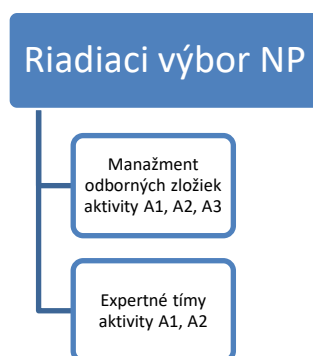 Riadiaci výbor NP
Manažment
odborných zložiek
aktivity A1, A2, A3
Expertné tímy
aktivity A1, A2